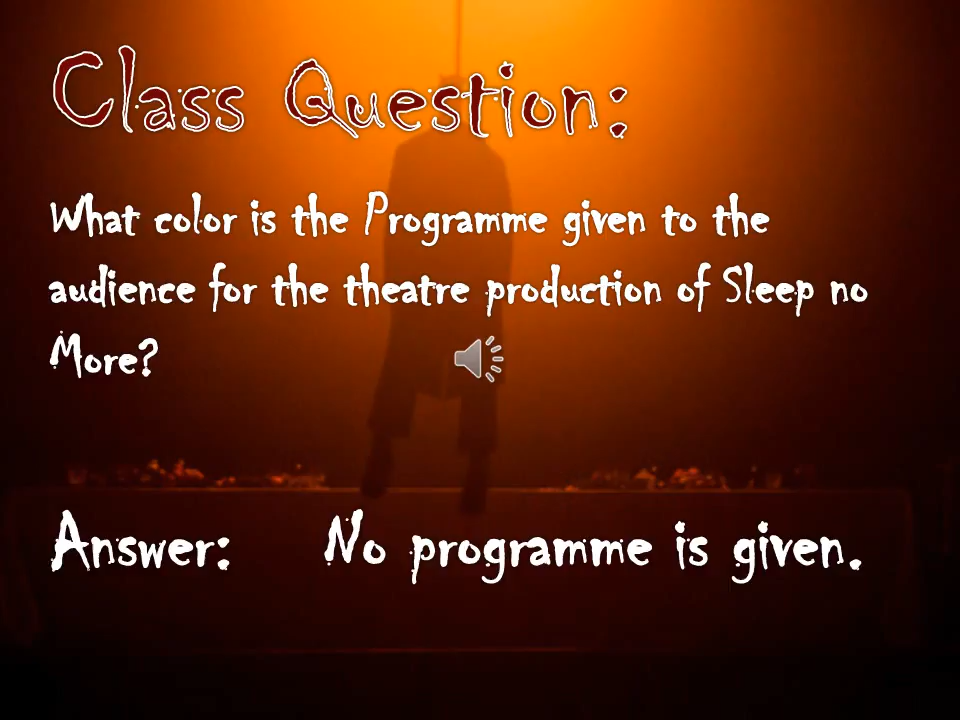 Class Question:
What color is the Programme given to the
audience for the theatre production of Sleep no
More?
Answer: No programme is given.